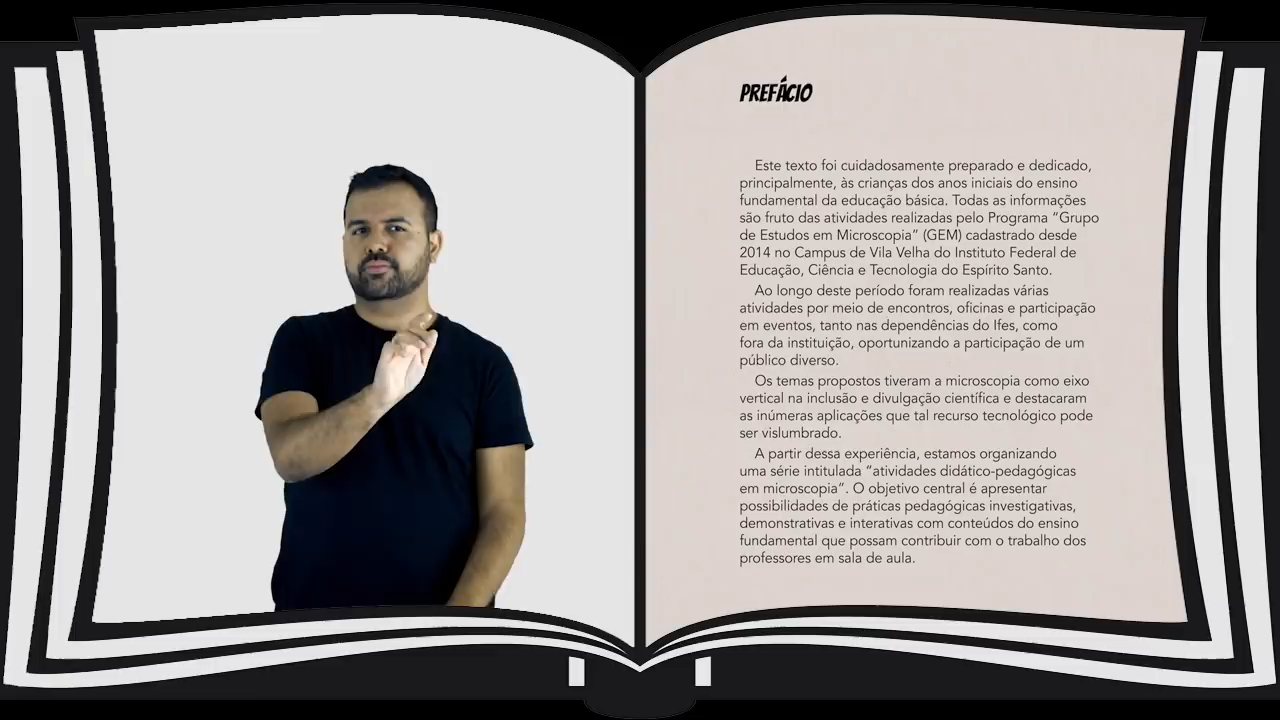 PREFÁCIO
Este texto foi cuidadosamente preparado e dedicado,
principalmente, às crianças dos anos iniciais do ensino
fundamental da educação básica. Todas as informações
são fruto das atividades realizadas pelo Programa “Grupo
de Estudos em Microscopia” (GEM) cadastrado desde
2014 no Campus de Vila Velha do Instituto Federal de
Educação, Ciência e Tecnologia do Espírito Santo.
Ao longo deste período foram realizadas várias
atividades por meio de encontros, oficinas e participação
em eventos, tanto nas dependências do Ifes, como
fora da instituição, oportunizando a participação de um
público diverso.
Os temas propostos tiveram a microscopia como eixo
vertical na inclusão e divulgação científica e destacaram
as inúmeras aplicações que tal recurso tecnológico pode
ser vislumbrado.
A partir dessa experiência, estamos organizando
uma série intitulada “atividades didático-pedagógicas
em microscopia”. O objetivo central é apresentar
possibilidades de práticas pedagógicas investigativas,
demonstrativas e interativas com conteúdos do ensino
fundamental que possam contribuir com o trabalho dos
professores em sala de aula.